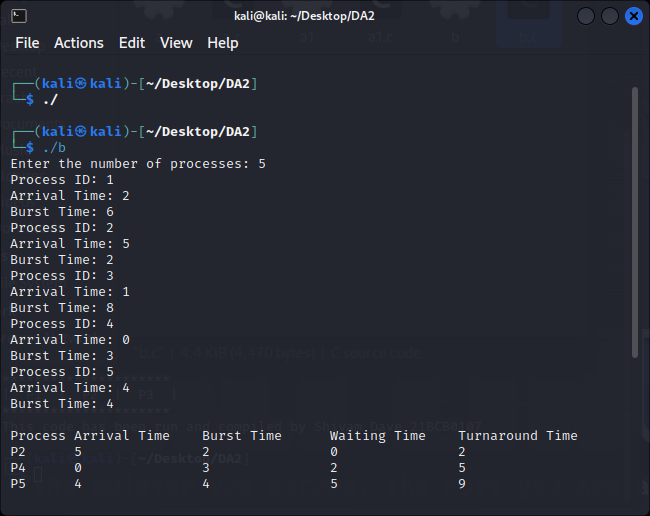 kali@kali: ~/Desktop/DA2
File Actions Edit View Help
┌──(kali㉿kali)-[~/Desktop/DA2]
└─$ ./
┌──(kali㉿kali)-[~/Desktop/DA2]
└─$ ./b
Enter the number of processes: 5
Process ID: 1
Arrival Time: 2
Burst Time: 6
Process ID: 2
Arrival Time: 5
Burst Time: 2
Process ID: 3
Arrival Time: 1
Burst Time: 8
Process ID: 4
Arrival Time: 0
Burst Time: 3
Process ID: 5
Arrival Time: 4
Burst Time: 4
Process Arrival Time Burst Time Waiting Time Turnaround Time
P2 5 2 0 2
P4 0 3 2 5
P5 4 4 5 9